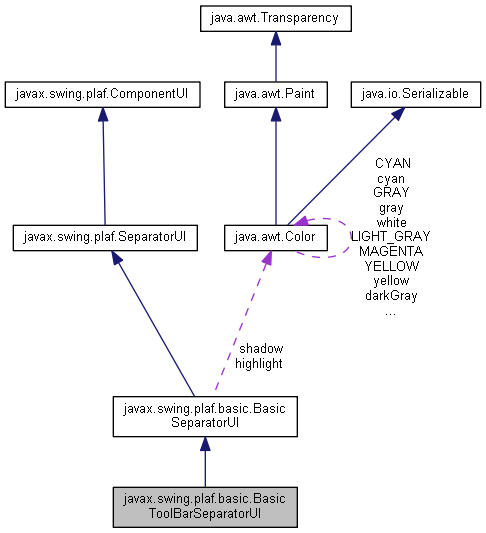 java.awt.Transparency
javax.swing.plaf.ComponentUI
java.awt.Paint
java.io.Serializable
CYAN
cyan
GRAY
gray
white
LIGHT_GRAY
MAGENTA
YELLOW
yellow
darkGray
...
javax.swing.plaf.SeparatorUI
java.awt.Color
shadow
highlight
javax.swing.plaf.basic.Basic
SeparatorUI
javax.swing.plaf.basic.Basic
ToolBarSeparatorUI